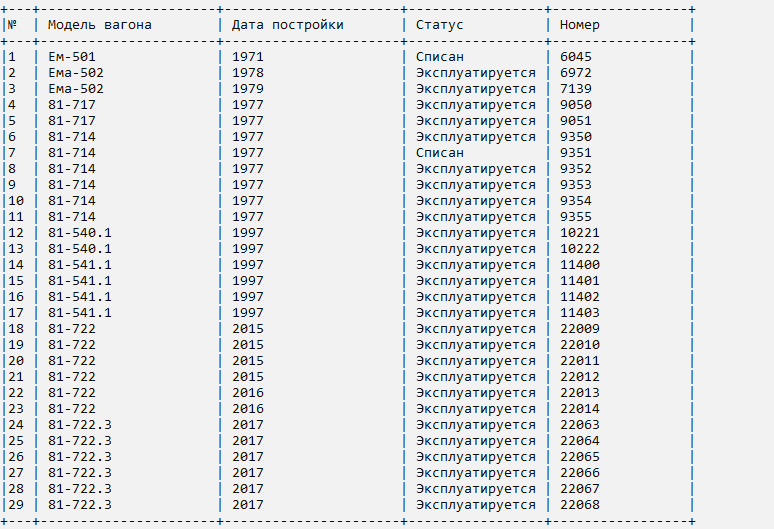 № | Модель вагона | Дата постройки | Статус | Номер
1 | Ем-501 | 1971 | Списан | 6045
2 | Ема-502 | 1978 | Эксплуатируется | 6972
3 | Ема-502 | 1979 | Эксплуатируется | 7139
4 | 81-717 | 1977 | Эксплуатируется | 9050
5 | 81-717 | 1977 | Эксплуатируется | 9051
6 | 81-714 | 1977 | Эксплуатируется | 9350
7 | 81-714 | 1977 | Списан | 9351
8 | 81-714 | 1977 | Эксплуатируется | 9352
9 | 81-714 | 1977 | Эксплуатируется | 9353
10 | 81-714 | 1977 | Эксплуатируется | 9354
11 | 81-714 | 1977 | Эксплуатируется | 9355
12 | 81-540.1 | 1997 | Эксплуатируется | 10221
13 | 81-540.1 | 1997 | Эксплуатируется | 10222
14 | 81-541.1 | 1997 | Эксплуатируется | 11400
15 | 81-541.1 | 1997 | Эксплуатируется | 11401
16 | 81-541.1 | 1997 | Эксплуатируется | 11402
17 | 81-541.1 | 1997 | Эксплуатируется | 11403
18 | 81-722 | 2015 | Эксплуатируется | 22009
19 | 81-722 | 2015 | Эксплуатируется | 22010
20 | 81-722 | 2015 | Эксплуатируется | 22011
21 | 81-722 | 2015 | Эксплуатируется | 22012
22 | 81-722 | 2016 | Эксплуатируется | 22013
23 | 81-722 | 2016 | Эксплуатируется | 22014
24 | 81-722.3 | 2017 | Эксплуатируется | 22063
25 | 81-722.3 | 2017 | Эксплуатируется | 22064
26 | 81-722.3 | 2017 | Эксплуатируется | 22065
27 | 81-722.3 | 2017 | Эксплуатируется | 22066
28 | 81-722.3 | 2017 | Эксплуатируется | 22067
29 | 81-722.3 | 2017 | Эксплуатируется | 22068